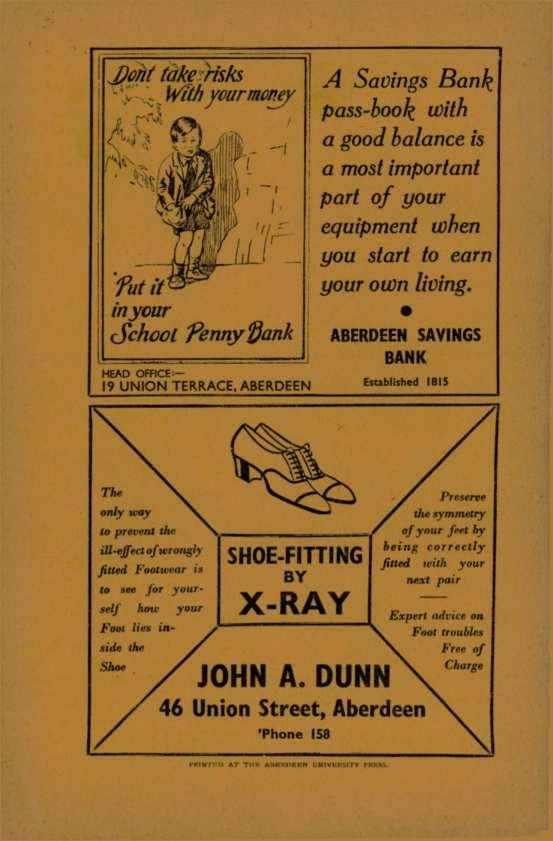 Dont take risks
With your money
'Put it
in your
School Penny Bank
HEAD OFFICE:—
19 UNION TERRACE, ABERDEEN
A Savings Bank
pass-book with
a good balance is
a most important
part of your
equipment when
you start to earn
your own living.
ABERDEEN SAVINGS
BANK
Established 1815
The
only way
to prevent the
ill-effect of wrongly
fitted Footwear is
to see for your-
self how your
Foot lies in-
side the
Shoe
SHOE-FITTING
BY
X-RAY
Preserve
the symmetry
of your feet by
being correctly
fitted with your
next pair
Expert advice on
Foot troubles
Free of
Charge
JOHN A. DUNN
46 Union Street, Aberdeen
'Phone 158
PRINTED AT THE ABERDEEN UNIVERSITY PRESS.